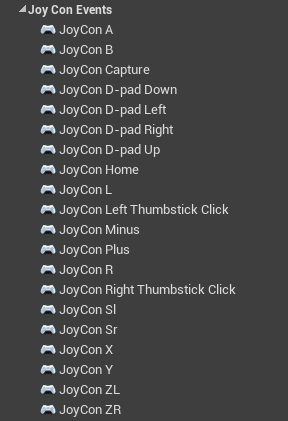 Joy Con Events
JoyCon A
JoyCon B
JoyCon Capture
JoyCon D-pad Down
JoyCon D-pad Left
JoyCon D-pad Right
JoyCon D-pad Up
JoyCon Home
JoyCon L
JoyCon Left Thumbstick Click
JoyCon Minus
JoyCon Plus
JoyCon R
JoyCon Right Thumbstick Click
JoyCon Sl
JoyCon Sr
JoyCon X
JoyCon Y
JoyCon ZL
JoyCon ZR